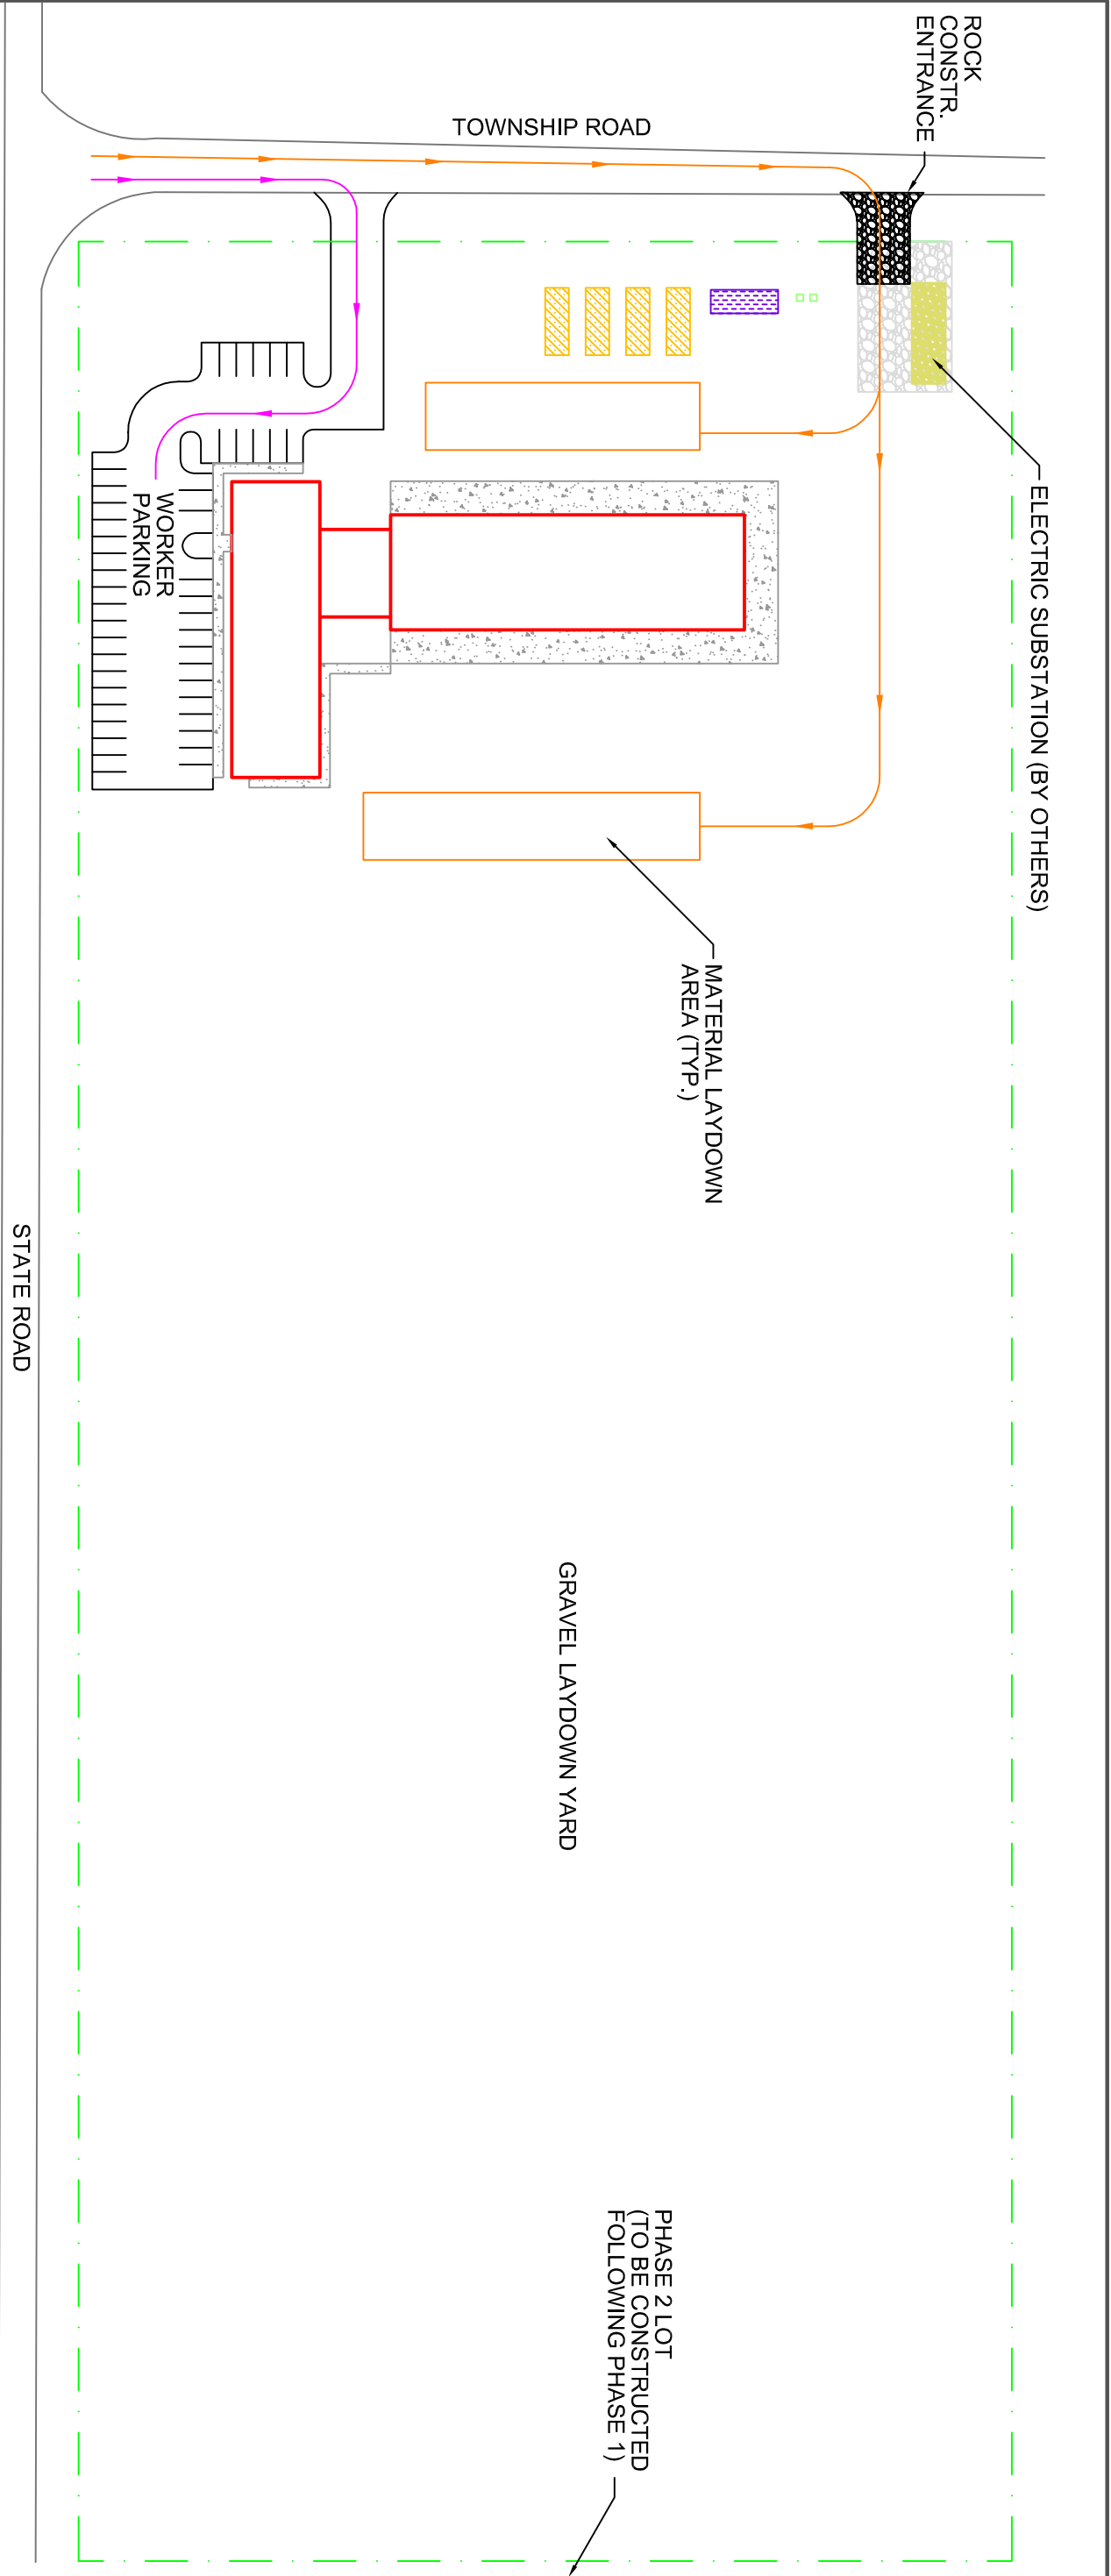 ROCK
CONSTR.
ENTRANCE
TOWNSHIP ROAD
ELECTRIC SUBSTATION (BY OTHERS)
WORKER
PARKING
MATERIAL LAYDOWN
AREA (TYP.)
STATE ROAD
GRAVEL LAYDOWN YARD
PHASE 2 LOT
(TO BE CONSTRUCTED
FOLLOWING PHASE 1)